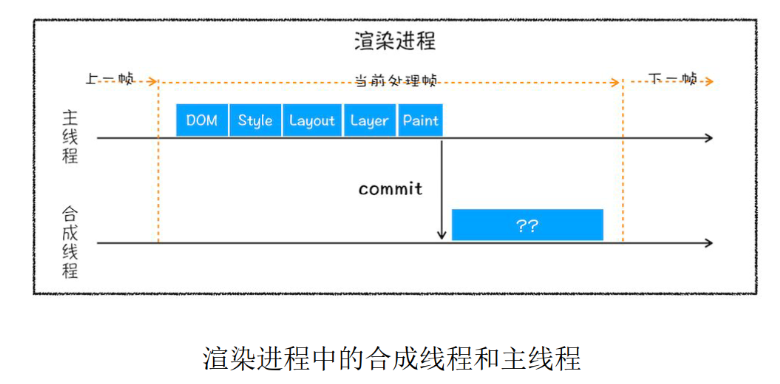 渲染进程
上一帧 当前处理帧 下一帧
主线程
DOM Style Layout Layer Paint
commit
合成线程
??
渲染进程中的合成线程和主线程